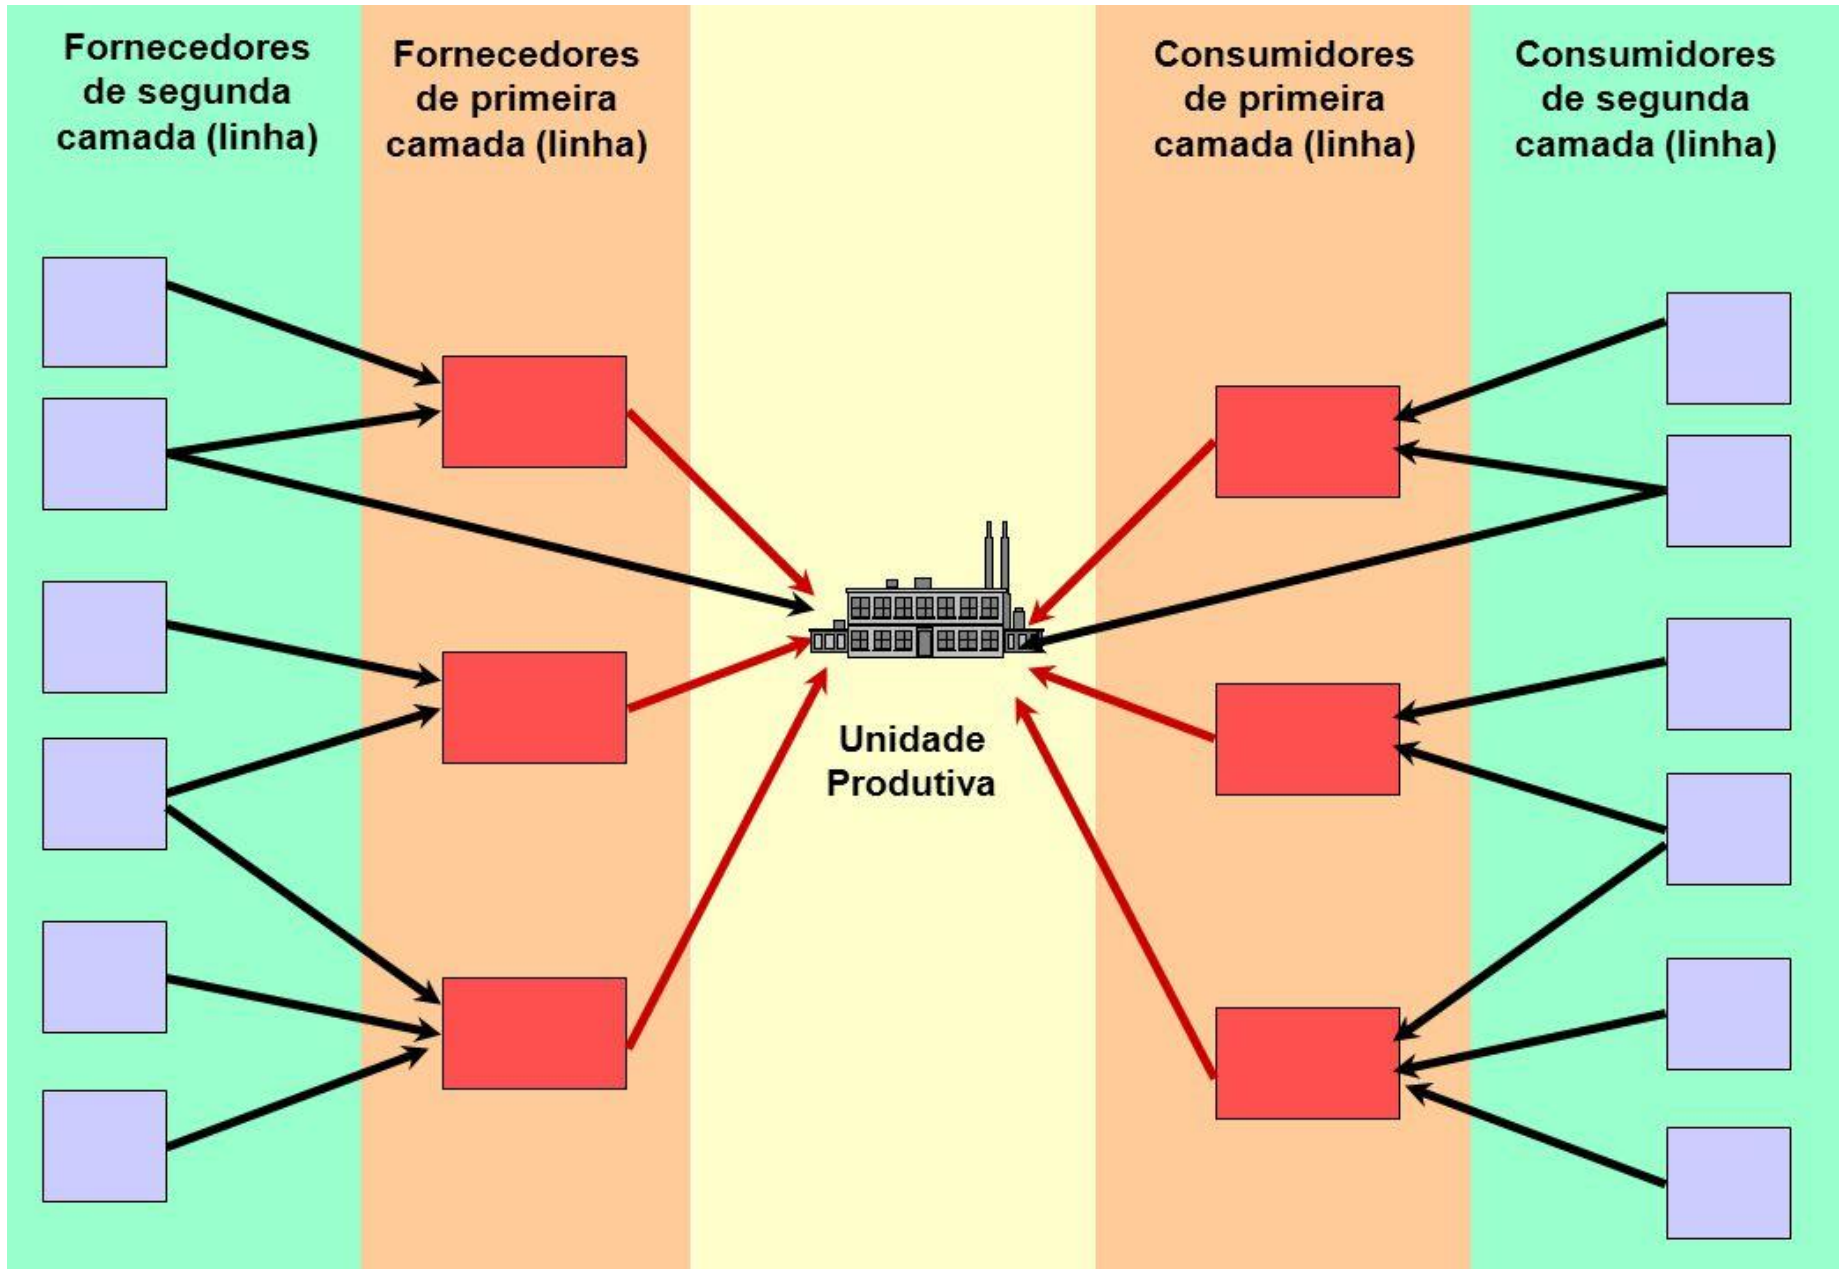 Fornecedores
de segunda
camada (linha)
Fornecedores
de primeira
camada (linha)
Consumidores
de primeira
camada (linha)
Consumidores
de segunda
camada (linha)
Unidade
Produtiva